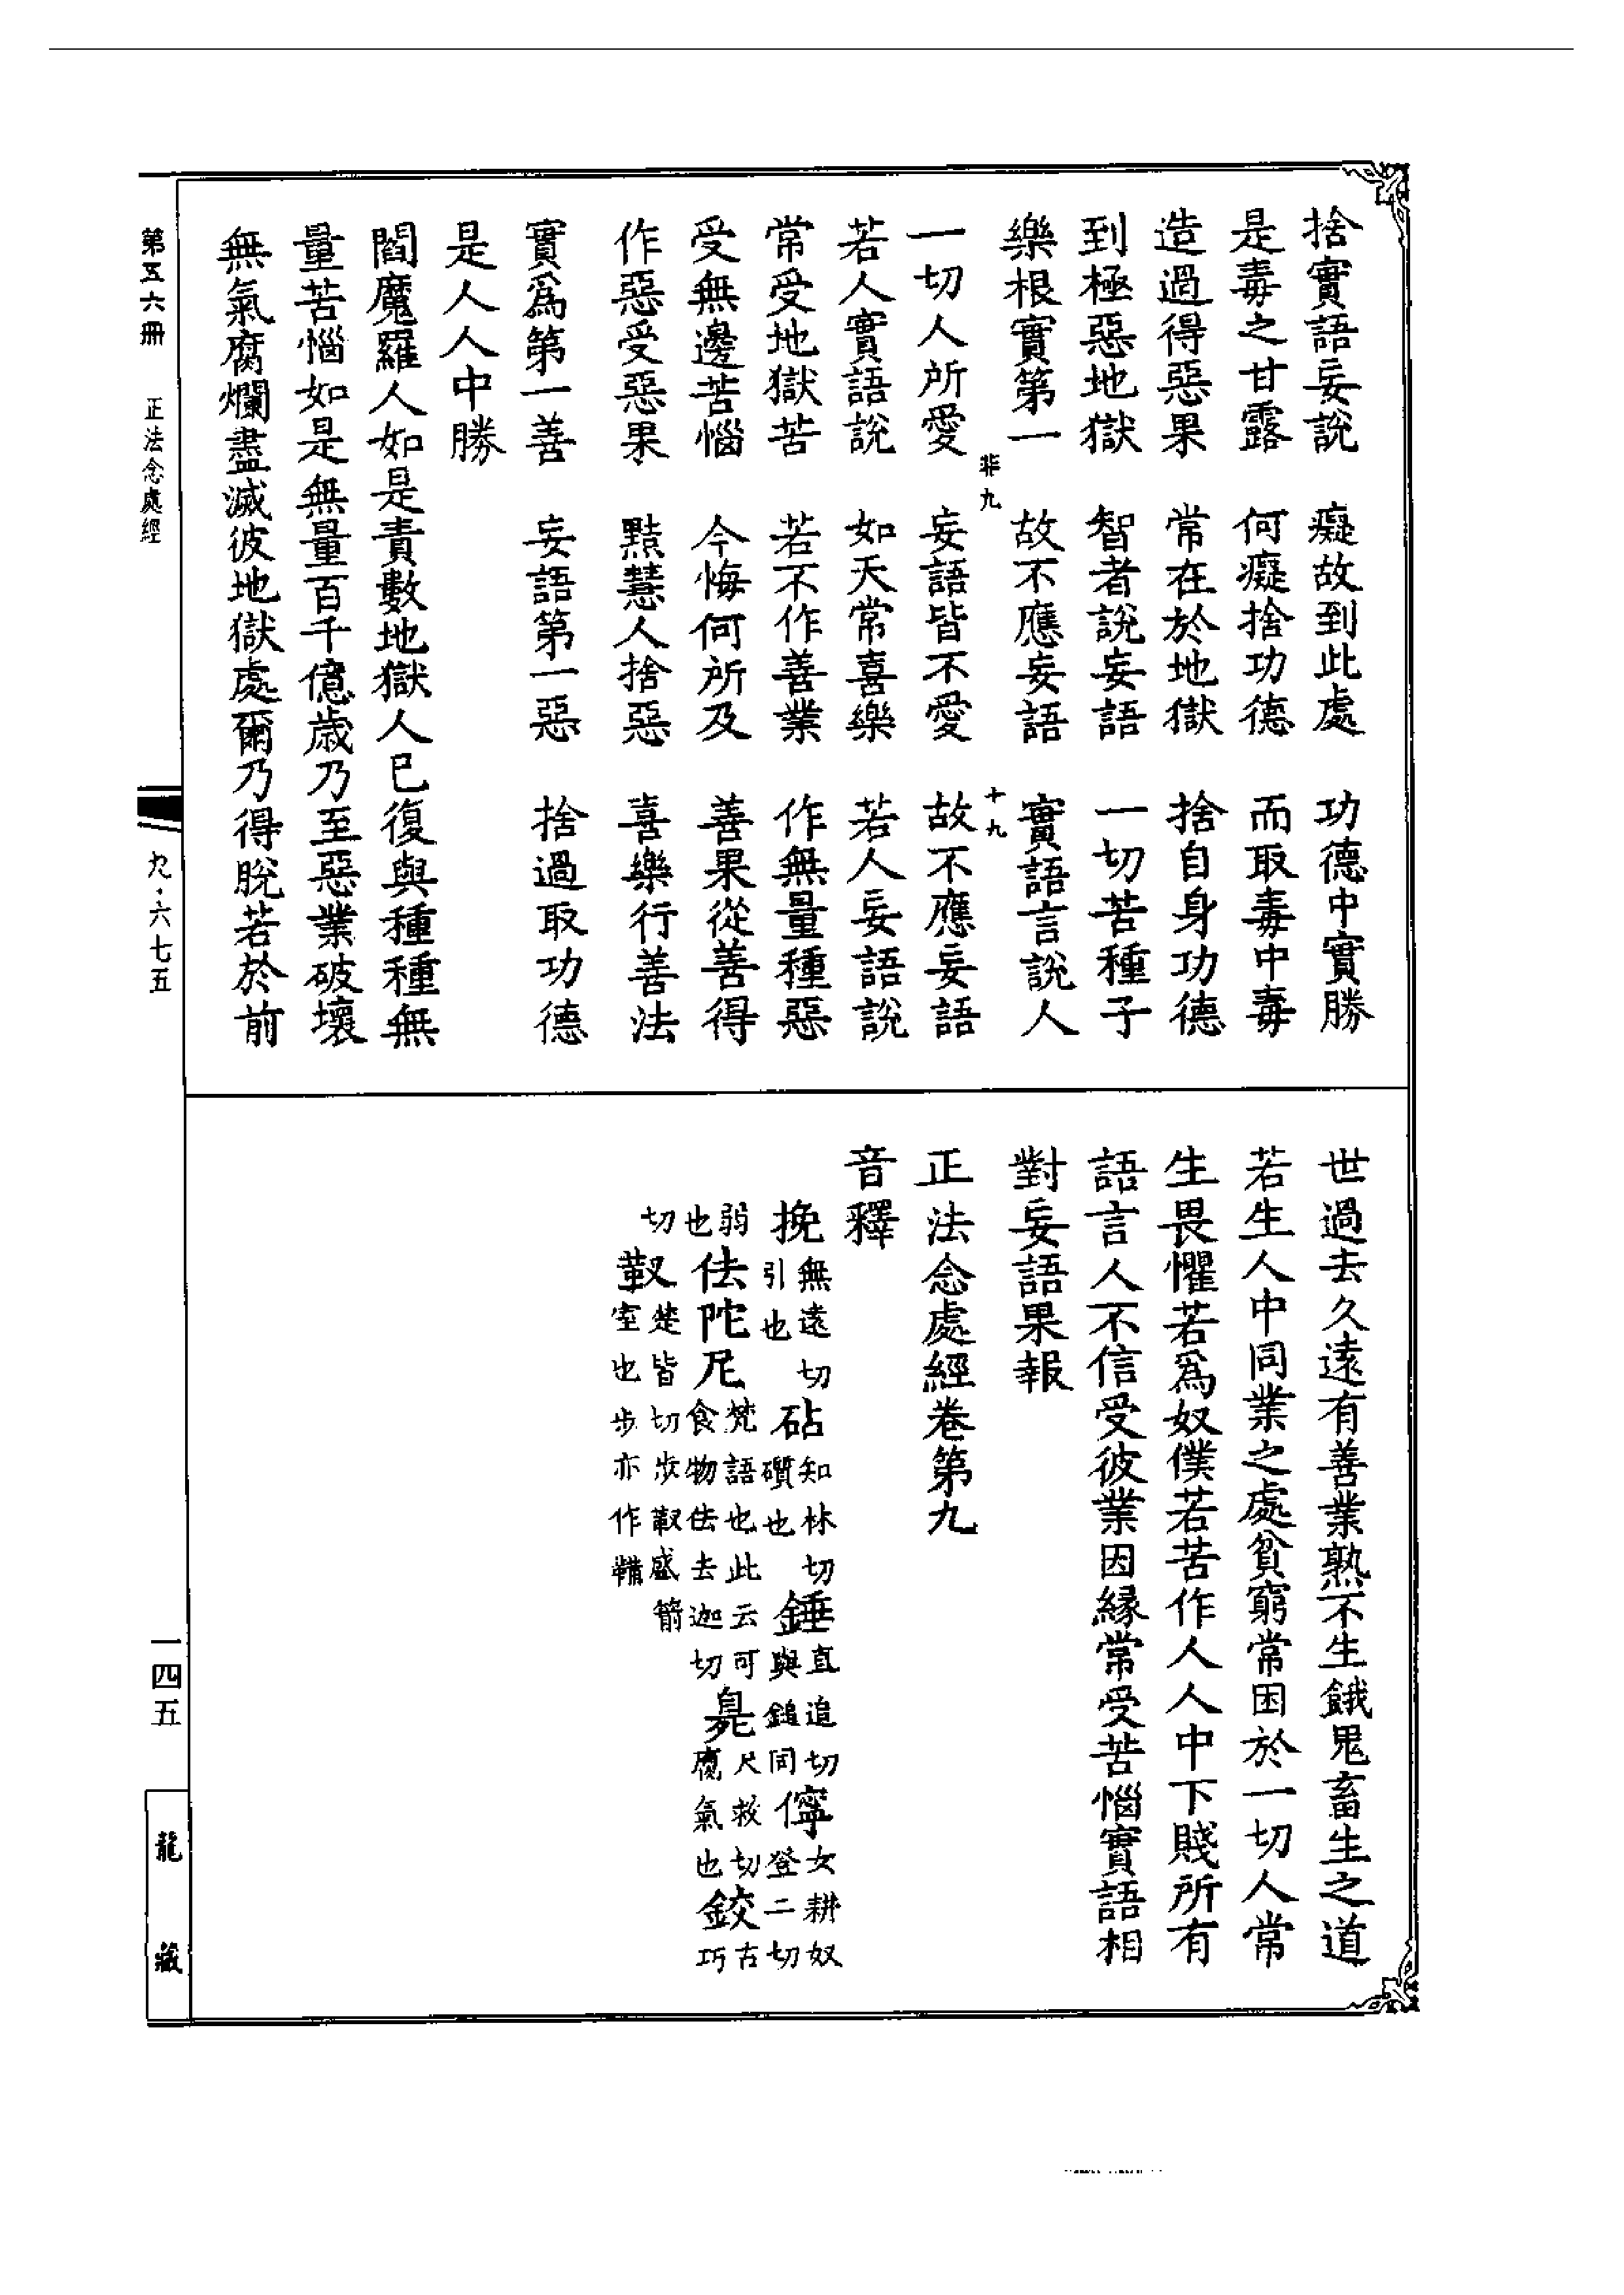 捨實語妄說　癡故到此處　功德中實勝
是毒之甘露　何癡捨功德　而取毒中毒
造過得惡果　常在於地獄　捨自身功德
到極惡地獄　智者說妄語　一切苦種子
樂根實第一　故不應妄語　實語言說人
非九　十九
一切人所愛　妄語皆不愛　故不應妄語
若人實語說　如天常喜樂　若人妄語說
常受地獄苦　若不作善業　作無量種惡
受無邊苦惱　今悔何所及　善果從善得
作惡受惡果　黠慧人捨惡　喜樂行善法
實爲第一善　妄語第一惡　捨過取功德
是人人中勝
閻魔羅人如是責數地獄人已復與種種無
量苦惱如是無量百千億歲乃至惡業破壞
無氣腐爛盡滅彼地獄處爾乃得脫若於前
世過去久遠有善業熟不生餓鬼畜生之道
若生人中同業之處貧窮常困於一切人常
生畏懼若爲奴僕若苦作人人中下賤所有
語言人不信受彼業因緣常受苦惱實語相
對妄語果報
正法念處經卷第九
音釋
挽無遠切引也砧知林切礩也錘直追切與鎚同儜女耕奴登二切
弱也佉陀尼梵語也此云可食物佉去迦切臰尺救切腐氣也鉸古巧
切靫楚皆切步靫盛箭室也步亦作鞴
第五六冊　正法念處經　九·六七五　一四五　龍藏